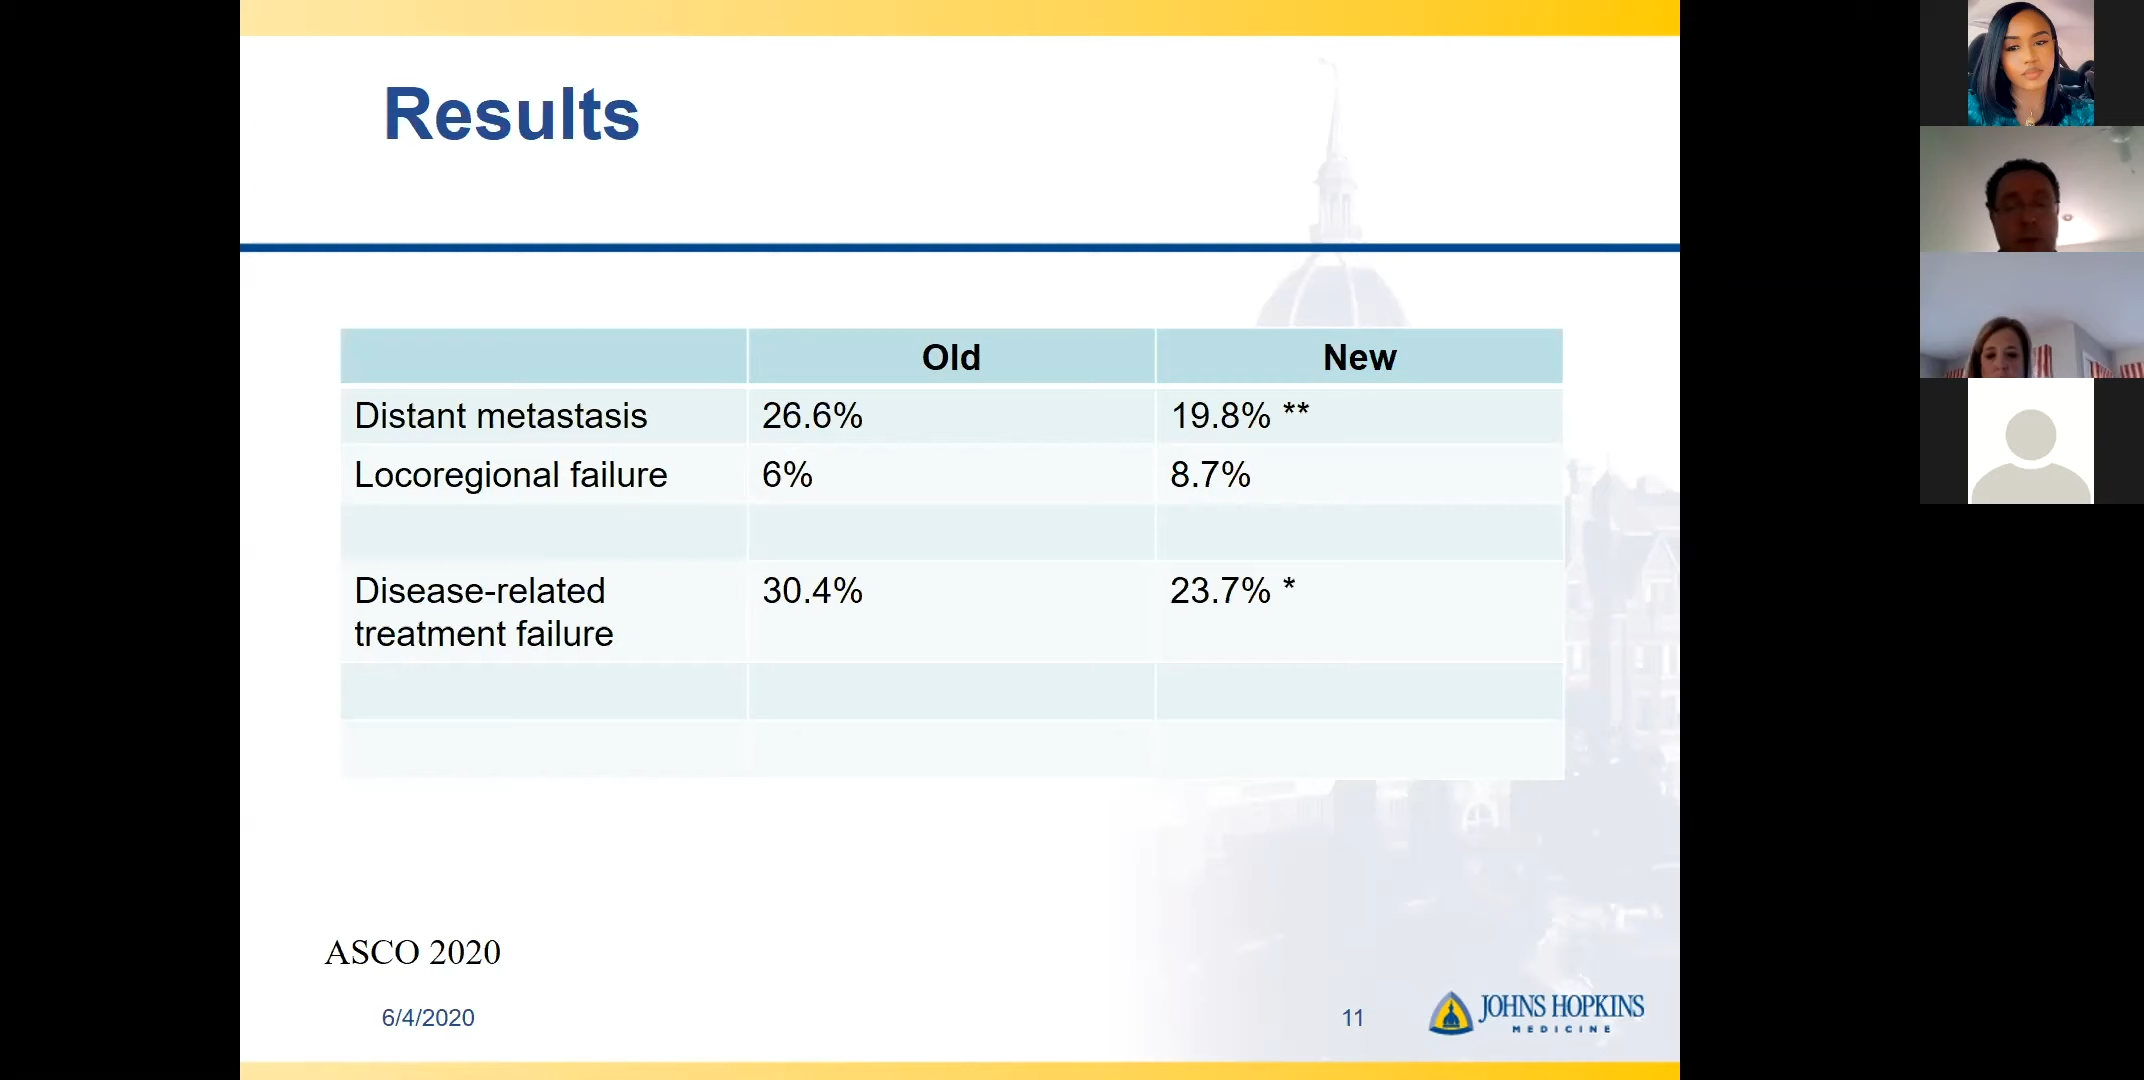 Results
Old New
Distant metastasis 26.6% 19.8% **
Locoregional failure 6% 8.7%
Disease-related 30.4% 23.7% *
treatment failure
ASCO 2020
6/4/2020 11 JOHNS HOPKINS
MEDICINE